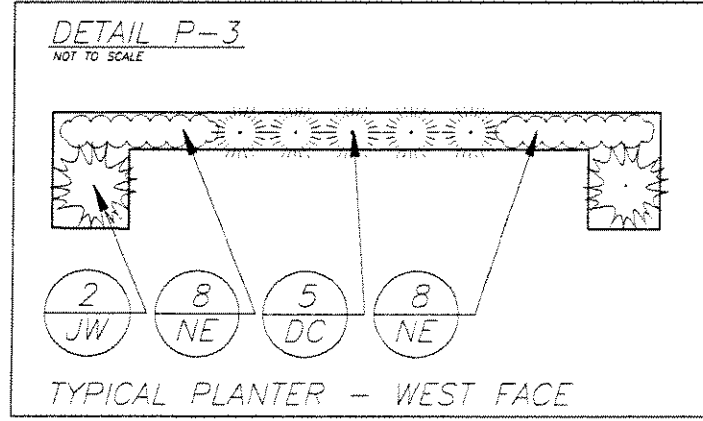 DETAIL P-3
NOT TO SCALE
2
JW
8
NE
5
DC
8
NE
TYPICAL PLANTER - WEST FACE